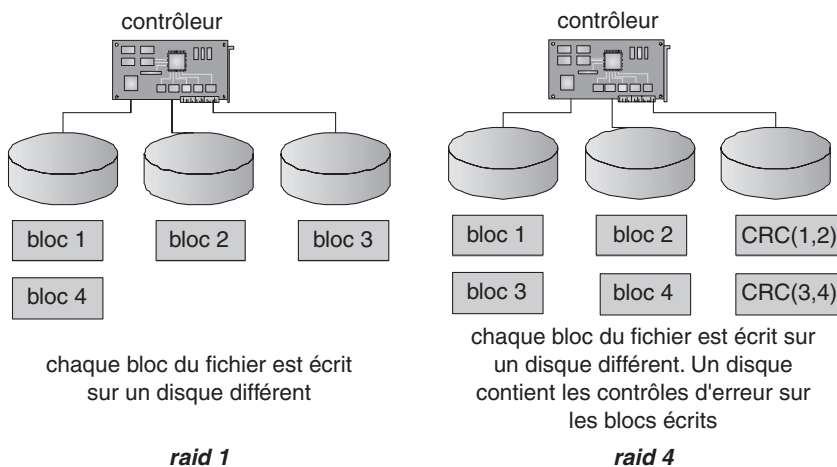 contrôleur
bloc 1
bloc 2
bloc 3
bloc 4
chaque bloc du fichier est écrit
sur un disque différent
raid 1
contrôleur
bloc 1
bloc 2
CRC(1,2)
bloc 3
bloc 4
CRC(3,4)
chaque bloc du fichier est écrit sur
un disque différent. Un disque
contient les contrôles d'erreur sur
les blocs écrits
raid 4